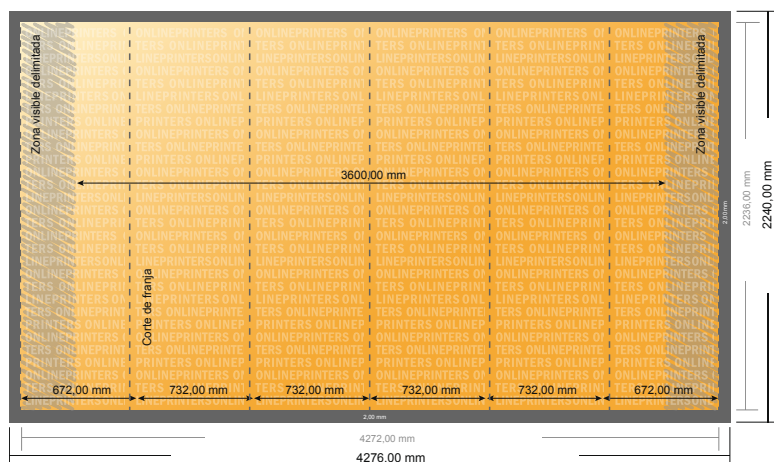 Zona visible delimitada
Zona visible delimitada
3600,00 mm
2,00mm
2236,00 mm
2240,00 mm
Corte de franja
672,00 mm
732,00 mm
732,00 mm
732,00 mm
732,00 mm
672,00 mm
2,00 mm
4272,00 mm
4276,00 mm
ONLINEPRINTERS